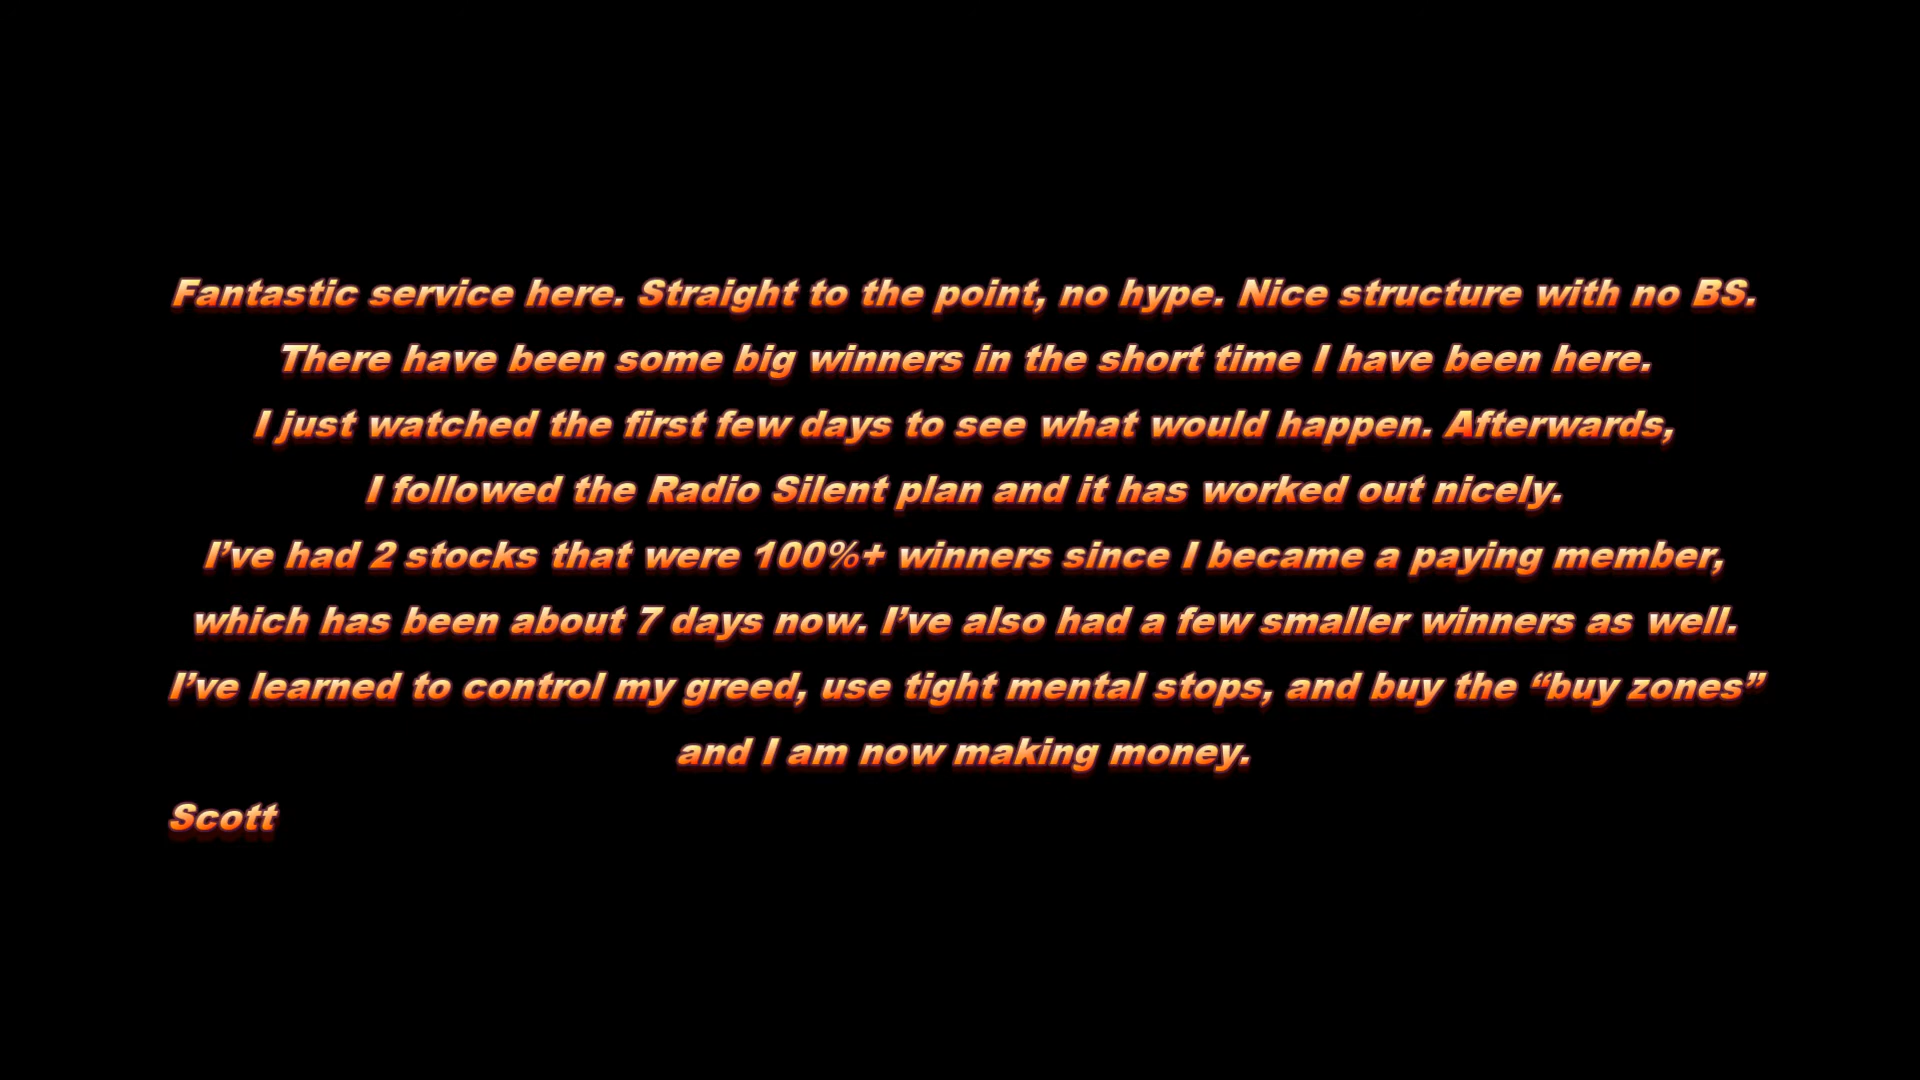 Fantastic service here. Straight to the point, no hype. Nice structure with no BS.
There have been some big winners in the short time I have been here.
I just watched the first few days to see what would happen. Afterwards,
I followed the Radio Silent plan and it has worked out nicely.
I’ve had 2 stocks that were 100%+ winners since I became a paying member,
which has been about 7 days now. I’ve also had a few smaller winners as well.
I’ve learned to control my greed, use tight mental stops, and buy the “buy zones”
and I am now making money.
Scott